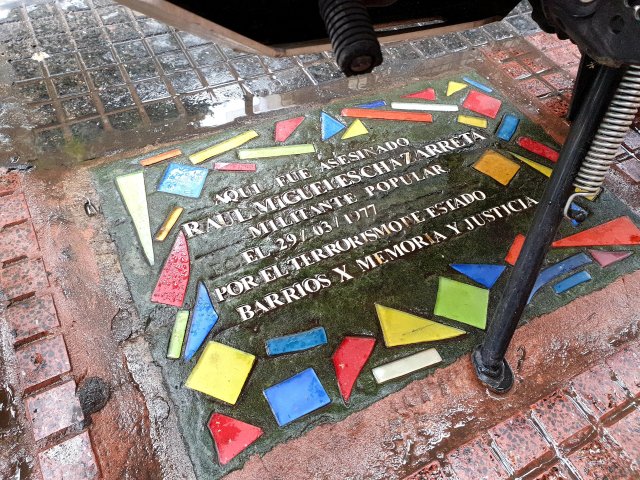 AQUÍ FUE ASESINADO
RAUL MIGUEL ESCHAZARRETA
MILITANTE POPULAR
EL 29/03/1977
POR EL TERRORISMO DE ESTADO
BARRIOS X MEMORIA Y JUSTICIA